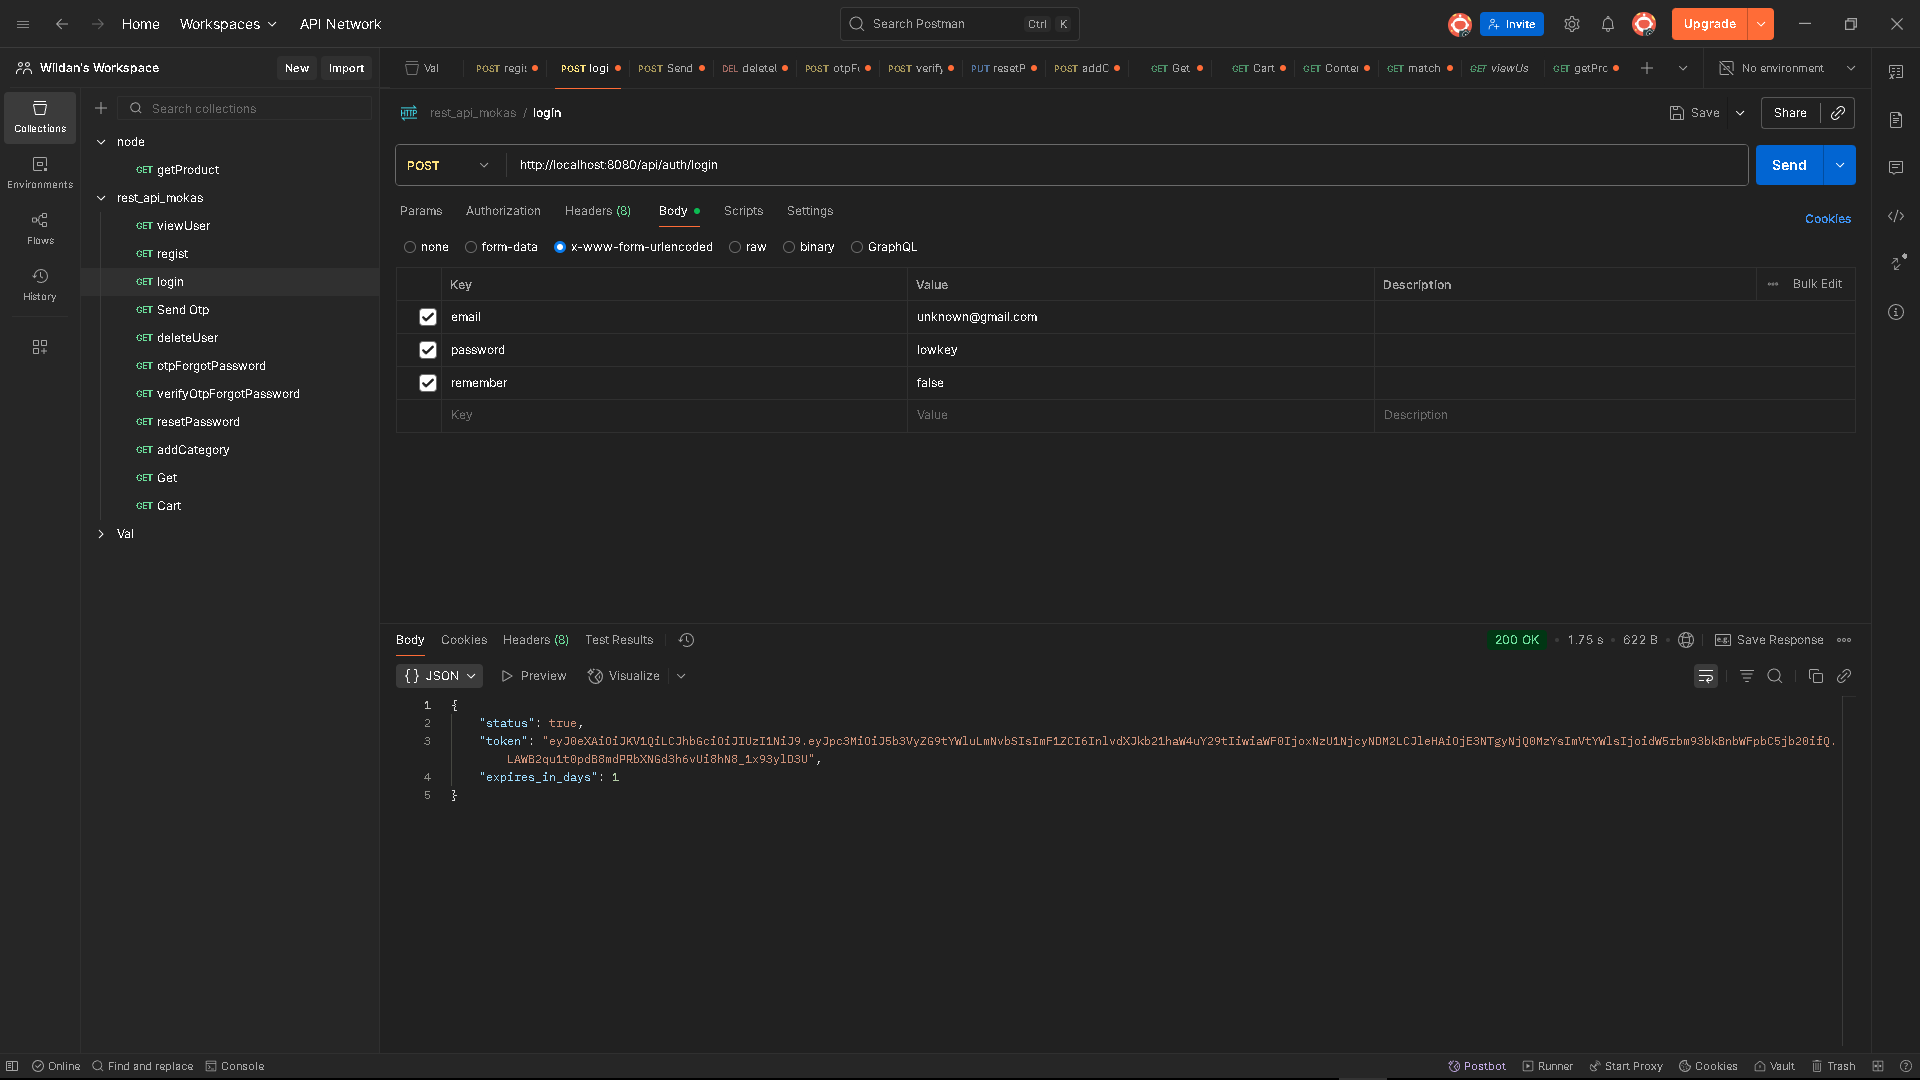 Home Workspaces API Network Search Postman Ctrl K Invite Upgrade
Wildan's Workspace New Import
Val POST regis POST logi POST Send DEL deleteU POST otpFo POST verify PUT resetP POST addC GET Get GET Cart GET Conter GET match GET viewUs GET getPro No environment
Collections
Environments
Flows
History
Search collections
node
GET getProduct
rest_api_mokas
GET viewUser
GET regist
GET login
GET Send Otp
GET deleteUser
GET otpForgotPassword
GET verifyOtpForgotPassword
GET resetPassword
GET addCategory
GET Get
GET Cart
Val
HTTP rest_api_mokas / login Save Share
POST http://localhost:8080/api/auth/login Send
Params Authorization Headers (8) Body Scripts Settings Cookies
none form-data x-www-form-urlencoded raw binary GraphQL
Key Value Description Bulk Edit
email unknown@gmail.com
password lowkey
remember false
Key Value Description
Body Cookies Headers (8) Test Results 200 OK 1.75 s 622 B e.g. Save Response
{} JSON Preview Visualize
1 {
2 "status": true,
3 "token": "eyJ0eXAiOiJKV1QiLCJhbGciOiJIUzI1NiJ9.eyJpc3MiOiJ5b3VyZG9tYWluLmNvbSIsImF1ZCI6InlvdXJkb21haW4uY29tIiwiaWF0IjoxNzU1NjcyNDM2LCJleHAiOjE3NTgyNjQ0MzYsImVtYWlsIjoidW5rbm93bkBnbWFpbC5jb20ifQ.
LAWB2qu1t0pdB8mdPRbXNGd3h6vUi8hN8_1x93ylD3U",
4 "expires_in_days": 1
5 }
Online Find and replace Console Postbot Runner Start Proxy Cookies Vault Trash